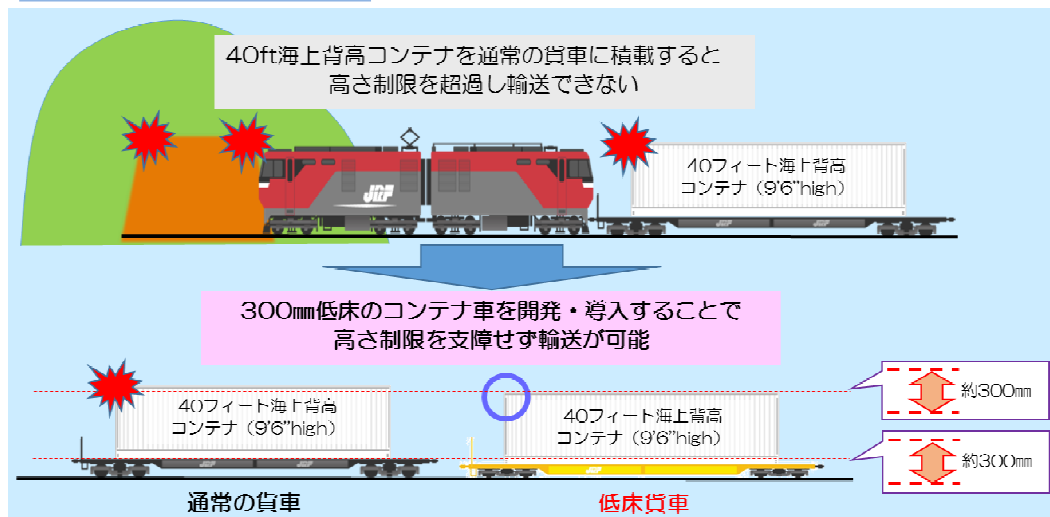 40ft海上背高コンテナを通常の貨車に積載すると
高さ制限を超過し輸送できない
40フィート海上背高
コンテナ（9’6”high）
JRF
300㎜低床のコンテナ車を開発・導入することで
高さ制限を支障せず輸送が可能
40フィート海上背高
コンテナ（9’6”high）
40フィート海上背高
コンテナ（9’6”high）
約300㎜
約300㎜
通常の貨車
低床貨車